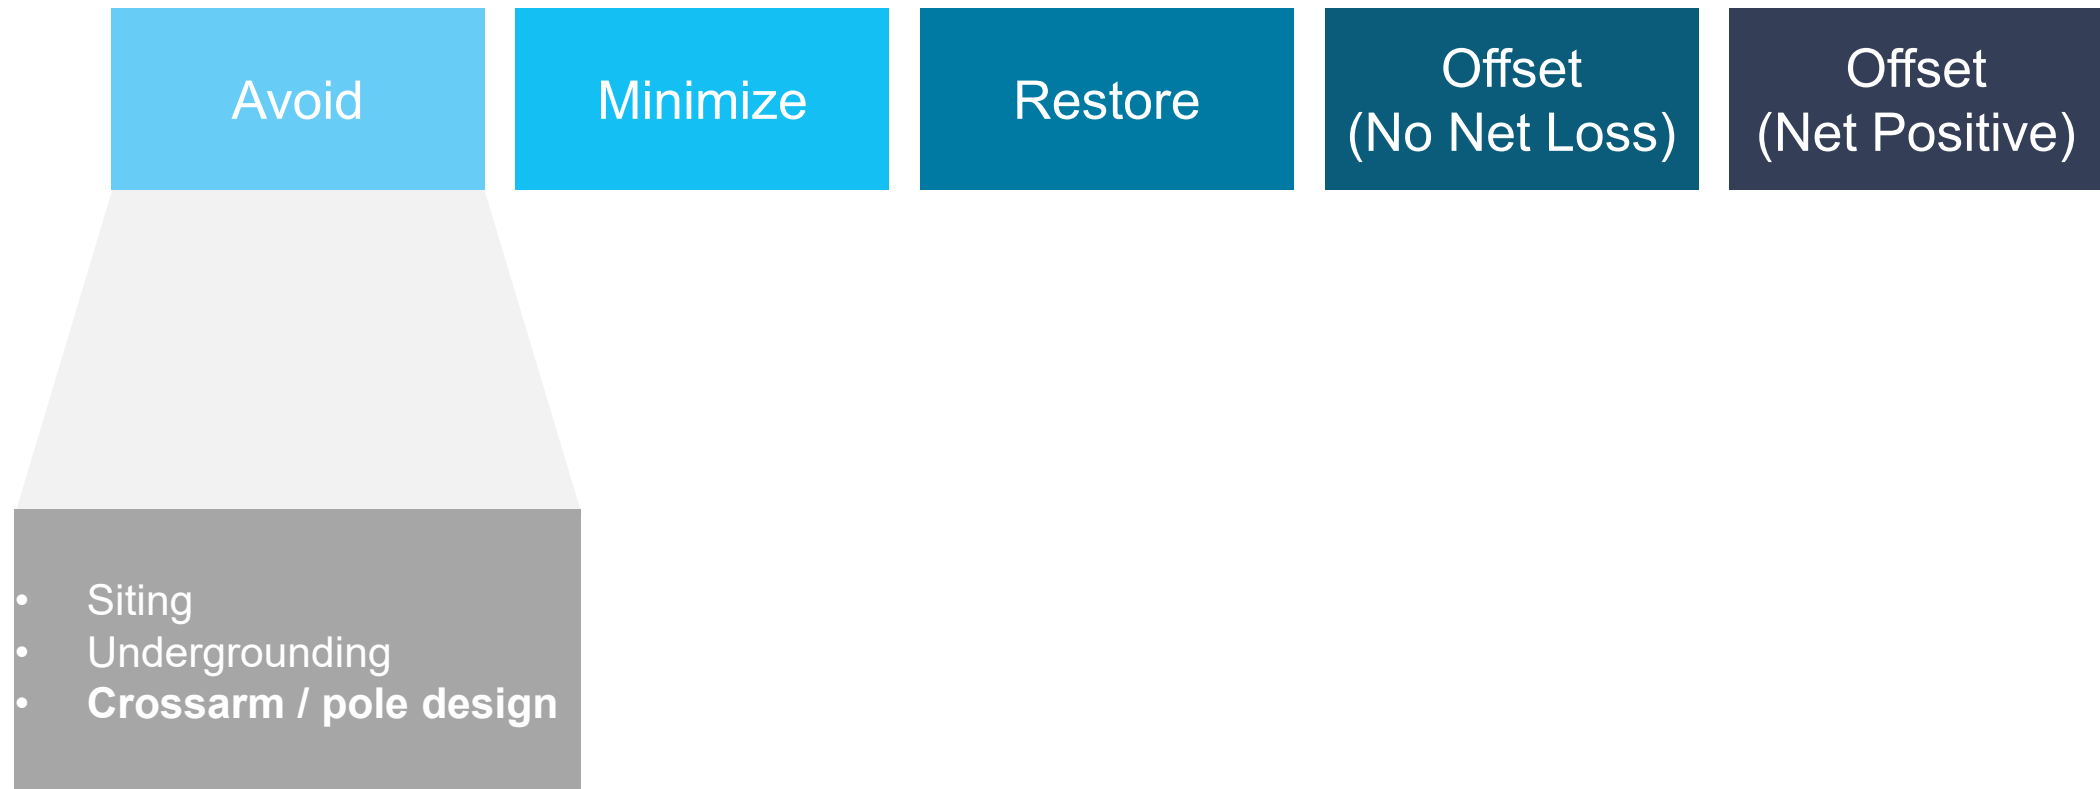 Avoid
Minimize
Restore
Offset
(No Net Loss)
Offset
(Net Positive)
• Siting
• Undergrounding
• Crossarm / pole design